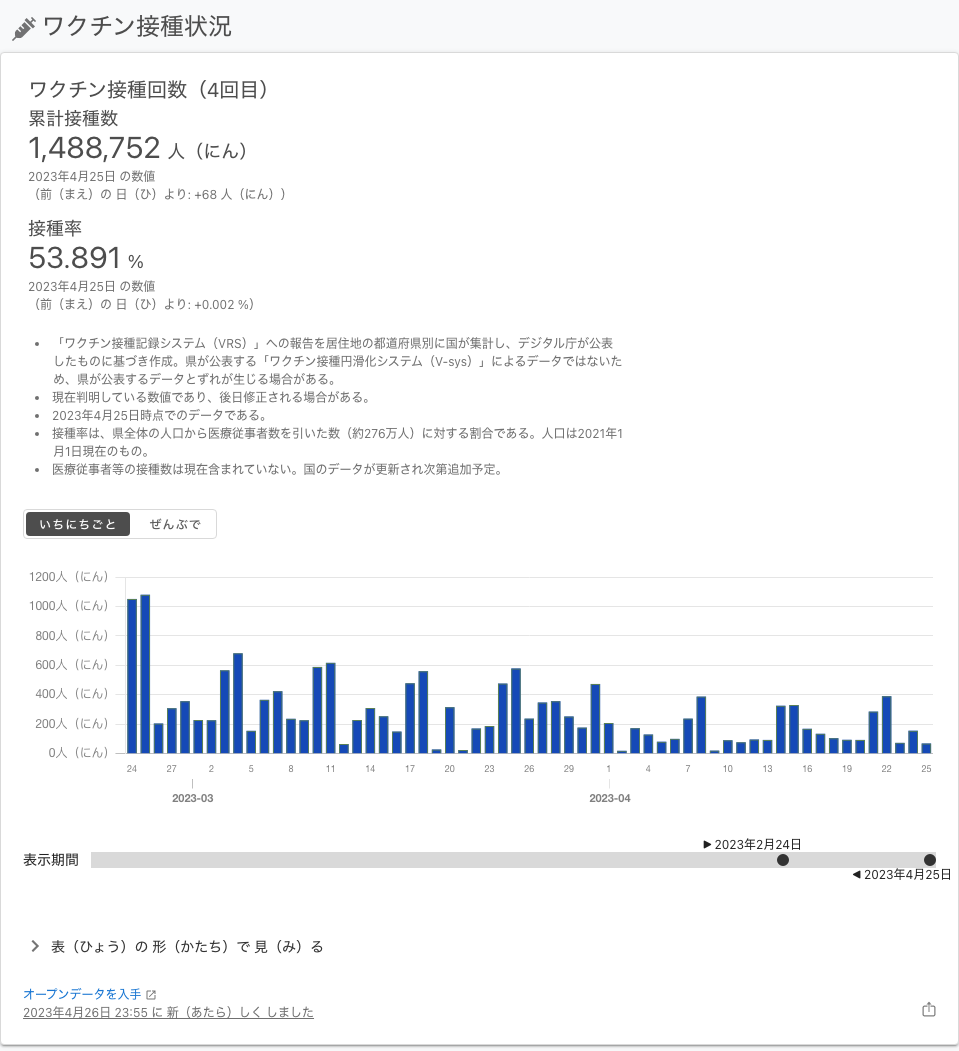 ワクチン接種状況
ワクチン接種回数（4回目）
累計接種数
1,488,752 人（にん）
2023年4月25日 の数値
（前（まえ）の 日（ひ）より: +68 人（にん））
接種率
53.891 %
2023年4月25日 の数値
（前（まえ）の 日（ひ）より: +0.002 %）
• 「ワクチン接種記録システム（VRS）」への報告を居住地の都道府県別に国が集計し、デジタル庁が公表
したものに基づき作成。県が公表する「ワクチン接種円滑化システム（V-sys）」によるデータではないた
め、県が公表するデータとずれが生じる場合がある。
• 現在判明している数値であり、後日修正される場合がある。
• 2023年4月25日時点でのデータである。
• 接種率は、県全体の人口から医療従事者数を引いた数（約276万人）に対する割合である。人口は2021年1
月1日現在のもの。
• 医療従事者等の接種数は現在含まれていない。国のデータが更新され次第追加予定。
いちにちごと ぜんぶで
1200人（にん）
1000人（にん）
800人（にん）
600人（にん）
400人（にん）
200人（にん）
0人（にん）
24 27 2 5 8 11 14 17 20 23 26 29 1 4 7 10 13 16 19 22 25
2023-03 2023-04
▶ 2023年2月24日
表示期間
◀ 2023年4月25日
表（ひょう）の 形（かたち）で 見（み）る
オープンデータを入手
2023年4月26日 23:55 に 新（あたら）しく しました